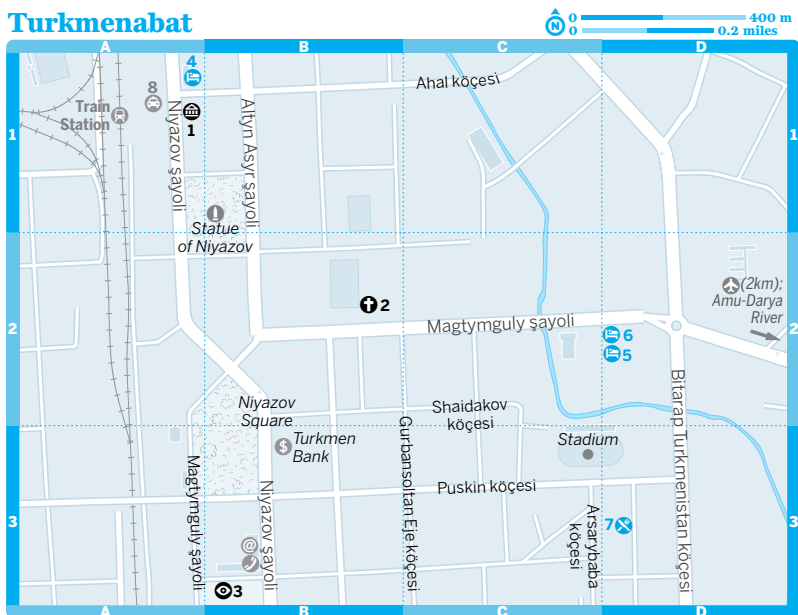 Turkmenabat
N
0 400 m
0 0.2 miles
A B C D
1 1
2 2
3 3
A B C D
4
8
Train
Station
1
Niyazov şayoli
Altyn Asyr şayoli
Ahal köçesi
Statue
of Niyazov
2
(2km);
Amu-Darya
River
Magtymguly şayoli
6
5
Niyazov
Square
Shaidakov
köçesi
Gurbansoltan Eje köçesi
Bitarap Turkmenistan köçesi
$ Turkmen
Bank
Stadium
Puskin köçesi
Magtymguly şayoli
Niyazov şayoli
Arsarybaba
köçesi
7
@
3